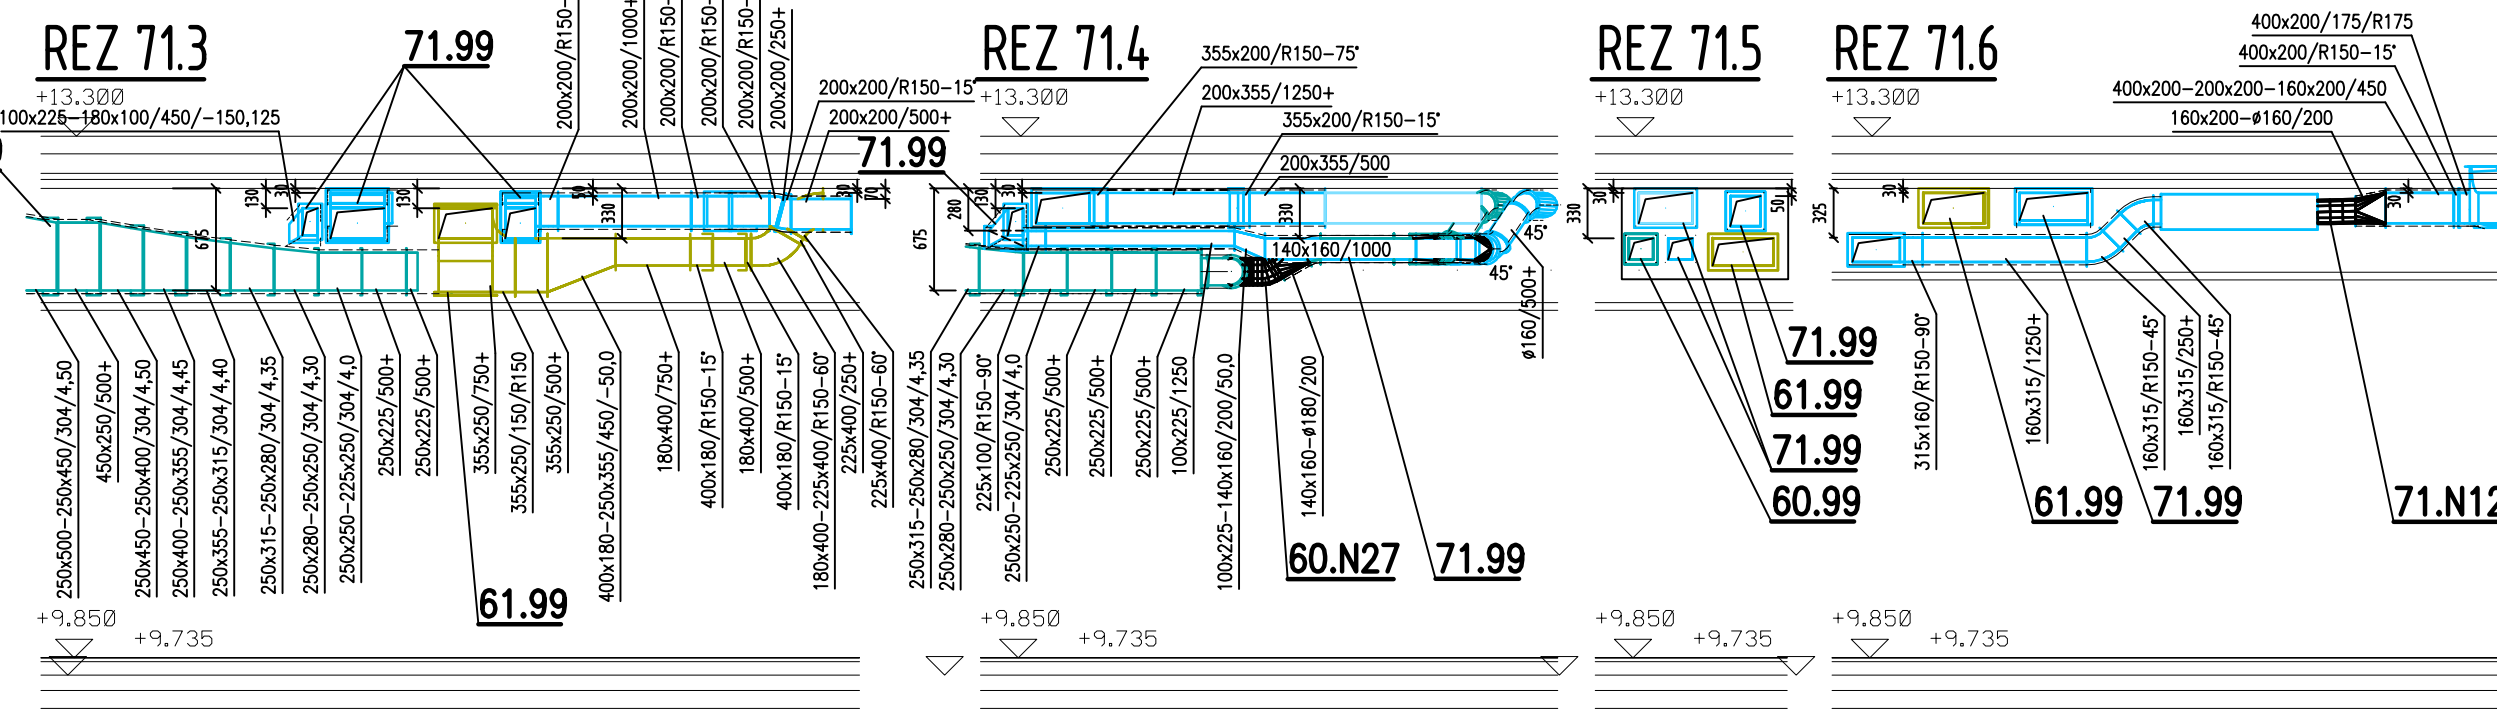 REZ 71.3
71.99
+13.300
100x225-180x100/450/-150,125
200x200/R150-
200x200/1000+
200x200/R150-
200x200/R150-
200x200/R150-
200x200/250+
200x200/R150-15°
200x200/500+
71.99
130
30
130
50
330
675
30
70
250x500-250x450/304/4,50
450x250/500+
250x450-250x400/304/4,50
250x400-250x355/304/4,45
250x355-250x315/304/4,40
250x315-250x280/304/4,35
250x280-250x250/304/4,30
250x250-225x250/304/4,0
250x225/500+
250x225/500+
355x250/750+
355x250/150/R150
355x250/500+
400x180-250x355/450/-50,0
180x400/750+
400x180/R150-15°
180x400/500+
400x180/R150-15°
180x400-225x400/R150-60°
225x400/250+
225x400/R150-60°
61.99
+9.850
+9.735
REZ 71.4
+13.300
355x200/R150-75°
200x355/1250+
355x200/R150-15°
200x355/500
280
130
30
330
675
140x160/1000
45°
45°
ø160/500+
250x315-250x280/304/4,35
250x280-250x250/304/4,30
225x100/R150-90°
250x250-225x250/304/4,0
250x225/500+
250x225/500+
250x225/500+
100x225/1250
100x225-140x160/200/50,0
140x160-ø180/200
60.N27
71.99
+9.850
+9.735
REZ 71.5
+13.300
330
30
50
71.99
61.99
71.99
60.99
+9.850
+9.735
REZ 71.6
+13.300
400x200/175/R175
400x200/R150-15°
400x200-200x200-160x200/450
160x200-ø160/200
325
30
30
315x160/R150-90°
160x315/1250+
160x315/R150-45°
160x315/250+
160x315/R150-45°
61.99
71.99
71.N12
+9.850
+9.735